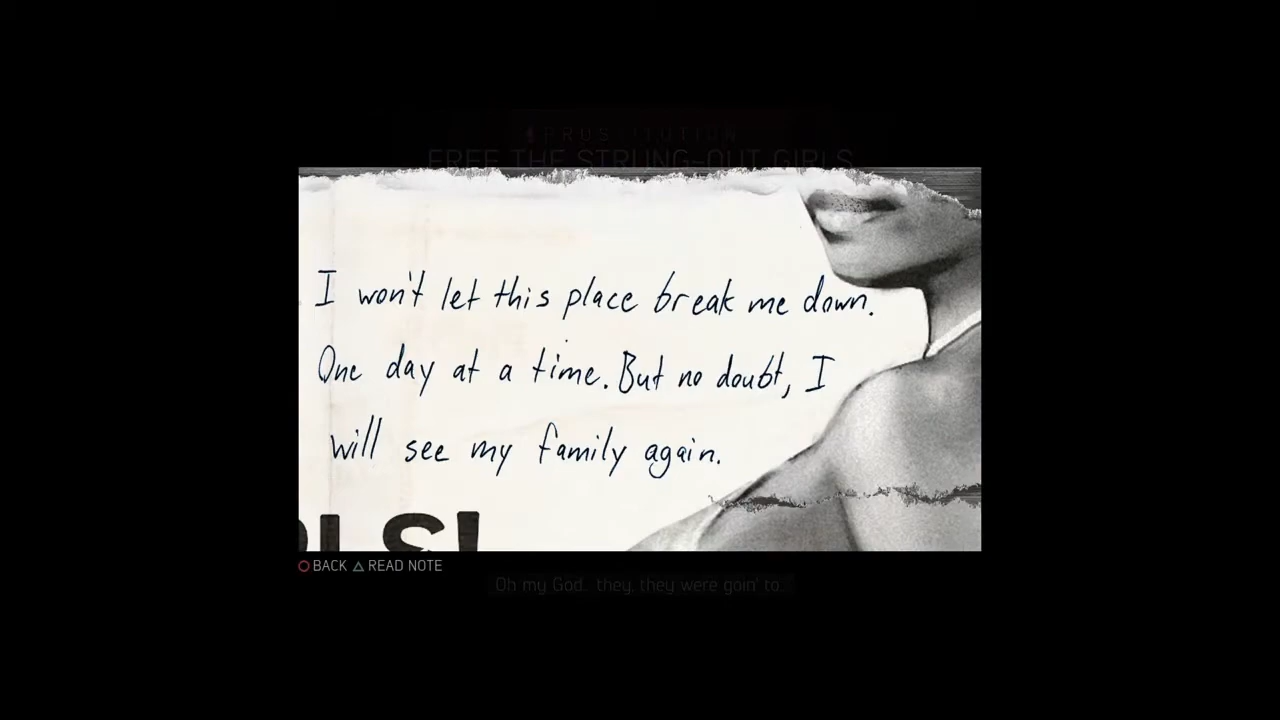 PROSTITUTION
FREE THE STRUNG-OUT GIRLS
I won't let this place break me down.
One day at a time. But no doubt, I
will see my family again.
LS!
BACK READ NOTE
Oh my God.. they, they were goin' to..